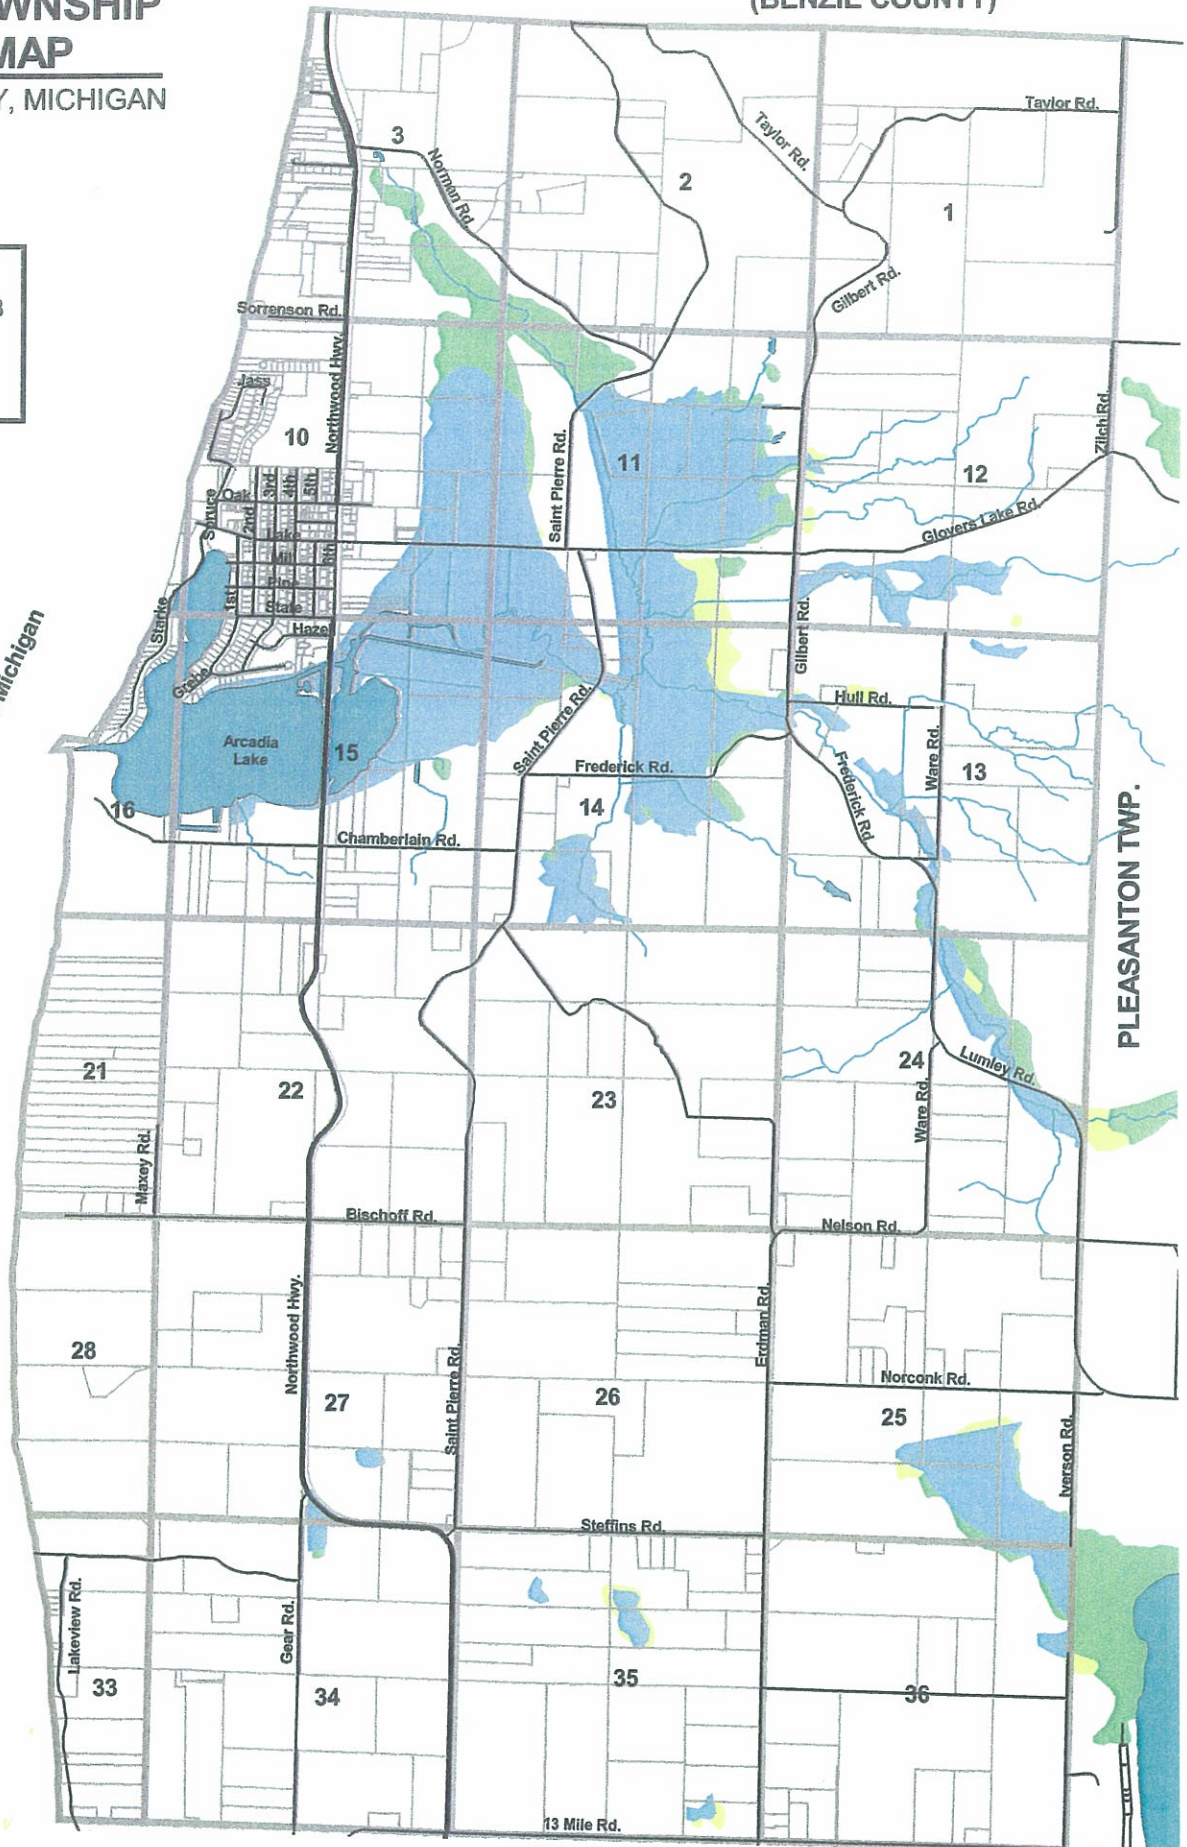 WNSHIP
MAP
Y, MICHIGAN
(BENZIE COUNTY)
Taylor Rd.
3
Norman Rd.
Taylor Rd.
2
1
Gilbert Rd.
Sorrenson Rd.
Northwood Hwy.
Jass
10
Saint Pierre Rd.
11
12
Zilch Rd.
Glovers Lake Rd.
Spruce
Oak
2nd
3rd
4th
5th
Lake
Mill
6th
Pine
1st
State
Starke
Hazel
Grebe
Michigan
Gilbert Rd.
Hull Rd.
Ware Rd.
13
Arcadia
Lake
15
Saint Pierre Rd.
Frederick Rd.
Frederick Rd
14
16
Chamberlain Rd.
PLEASANTON TWP.
21
22
23
24
Lumley Rd.
Ware Rd.
Maxey Rd.
Bischoff Rd.
Nelson Rd.
Northwood Hwy.
Erdman Rd.
28
Saint Pierre Rd.
27
26
Norconk Rd.
25
Iverson Rd.
Steffins Rd.
Lakeview Rd.
Gear Rd.
33
34
35
36
13 Mile Rd.